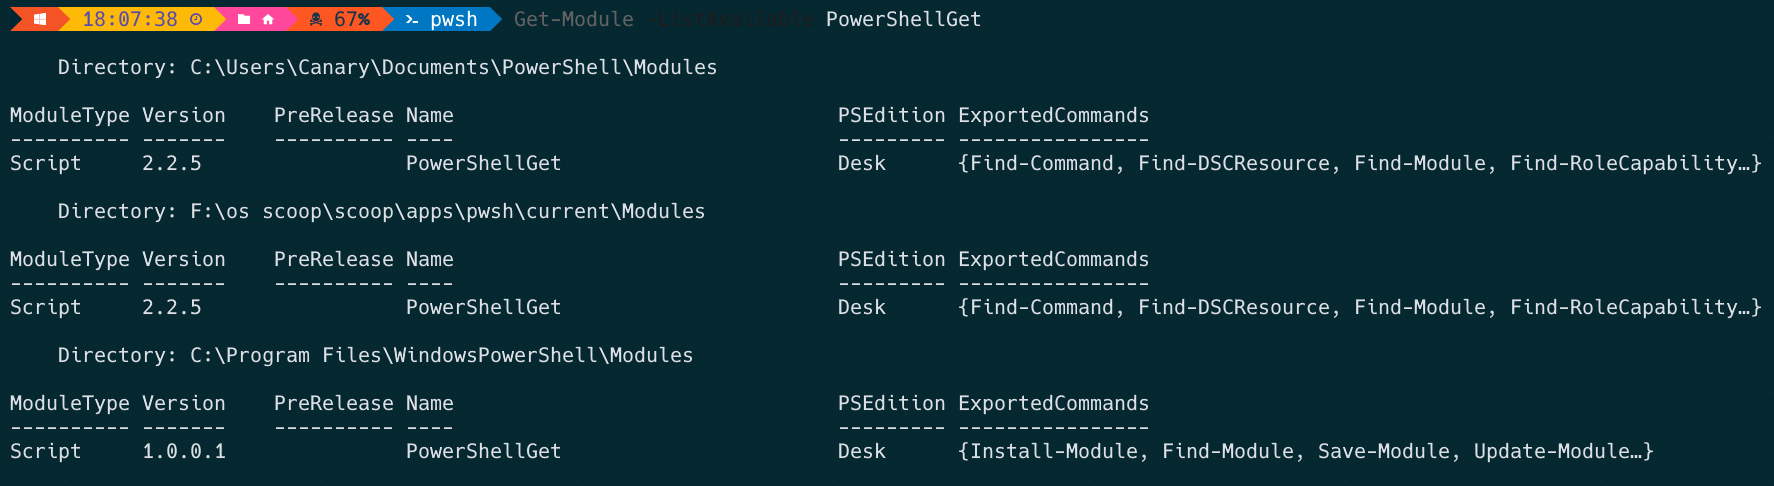 18:07:38 67% pwsh Get-Module -ListAvailable PowerShellGet
Directory: C:\Users\Canary\Documents\PowerShell\Modules
ModuleType Version PreRelease Name PSEdition ExportedCommands
---------- ------- ---------- ---- --------- ----------------
Script 2.2.5 PowerShellGet Desk {Find-Command, Find-DSCResource, Find-Module, Find-RoleCapability…}
Directory: F:\os scoop\scoop\apps\pwsh\current\Modules
ModuleType Version PreRelease Name PSEdition ExportedCommands
---------- ------- ---------- ---- --------- ----------------
Script 2.2.5 PowerShellGet Desk {Find-Command, Find-DSCResource, Find-Module, Find-RoleCapability…}
Directory: C:\Program Files\WindowsPowerShell\Modules
ModuleType Version PreRelease Name PSEdition ExportedCommands
---------- ------- ---------- ---- --------- ----------------
Script 1.0.0.1 PowerShellGet Desk {Install-Module, Find-Module, Save-Module, Update-Module…}